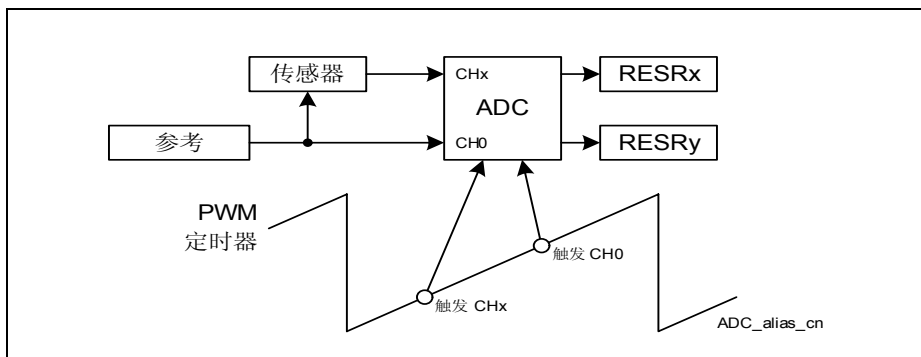 传感器
CHx
RESRx
ADC
参考
CH0
RESRy
PWM
定时器
触发 CH0
触发 CHx
ADC_alias_cn